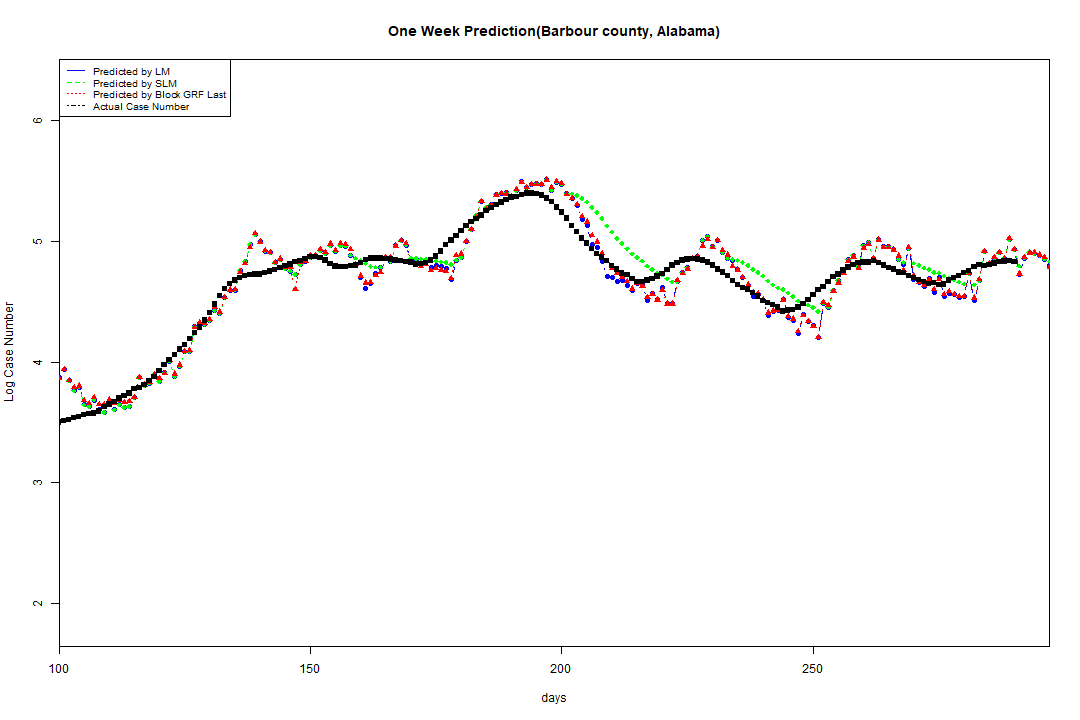 One Week Prediction(Barbour county, Alabama)
Predicted by LM
Predicted by SLM
Predicted by Block GRF Last
Actual Case Number
6
5
4
3
2
Log Case Number
100 150 200 250
days